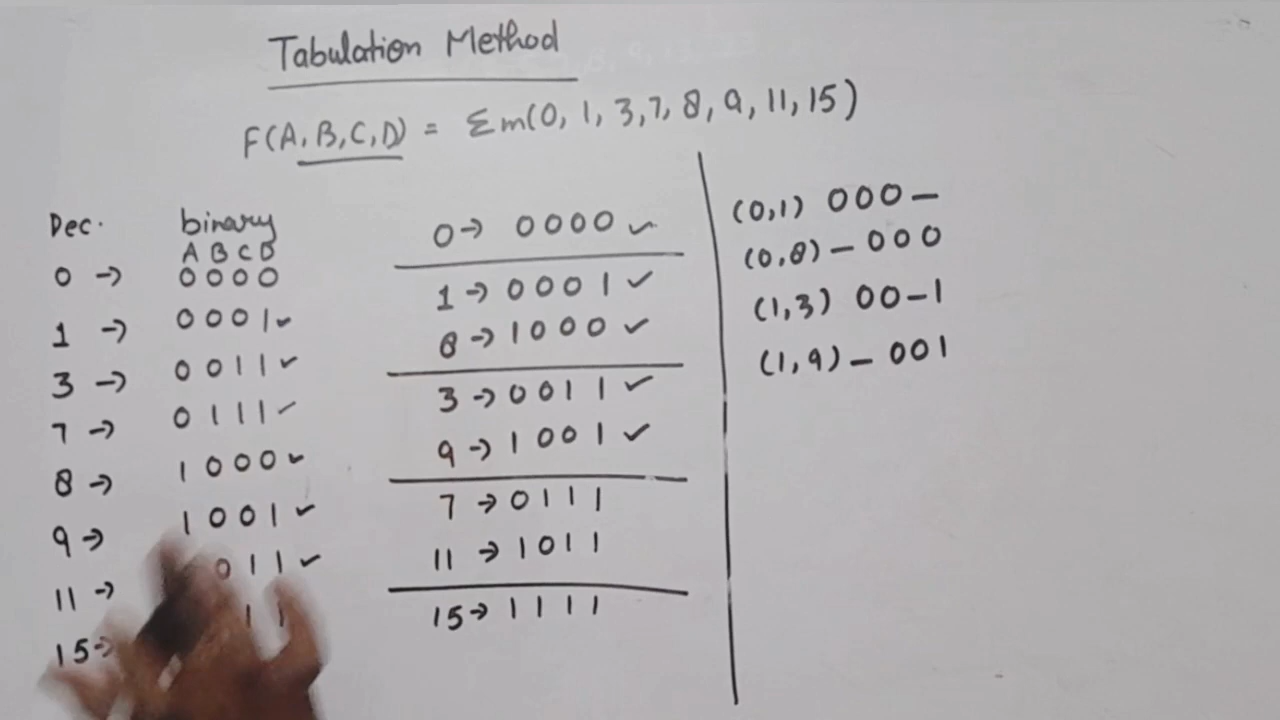 Tabulation Method
F(A,B,C,D) = Σm(0, 1, 3,7, 8, 9, 11, 15)
Dec. binary
A B C D
0 → 0000
1 → 0001 ✓
3 → 0011 ✓
7 → 0111 ✓
8 → 1000 ✓
9 → 1001 ✓
11 → 011 ✓
15 → 11
0 → 0000 ✓
1 → 0001 ✓
8 → 1000 ✓
3 → 0011 ✓
9 → 1001 ✓
7 → 0111
11 → 1011
15 → 1111
(0,1) 000–
(0,8) –000
(1,3) 00–1
(1,9) –001